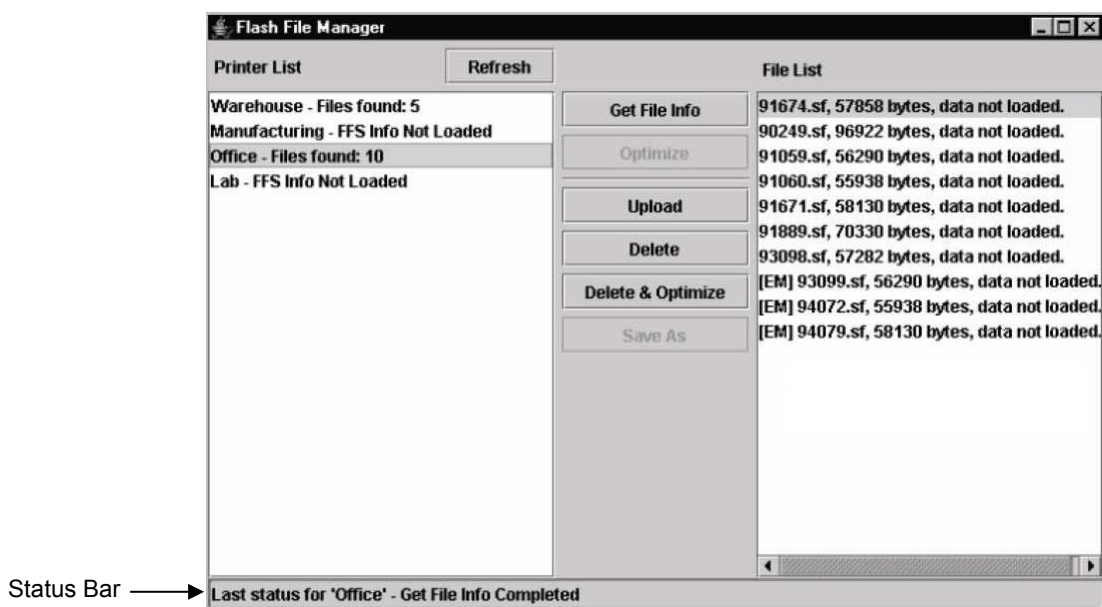 Flash File Manager
Printer List
Refresh
File List
Warehouse - Files found: 5
Manufacturing - FFS Info Not Loaded
Office - Files found: 10
Lab - FFS Info Not Loaded
Get File Info
Optimize
Upload
Delete
Delete & Optimize
Save As
91674.sf, 57858 bytes, data not loaded.
90249.sf, 96922 bytes, data not loaded.
91059.sf, 56290 bytes, data not loaded.
91060.sf, 55938 bytes, data not loaded.
91671.sf, 58130 bytes, data not loaded.
91889.sf, 70330 bytes, data not loaded.
93098.sf, 57282 bytes, data not loaded.
[EM] 93099.sf, 56290 bytes, data not loaded.
[EM] 94072.sf, 55938 bytes, data not loaded.
[EM] 94079.sf, 58130 bytes, data not loaded.
Status Bar
Last status for 'Office' - Get File Info Completed